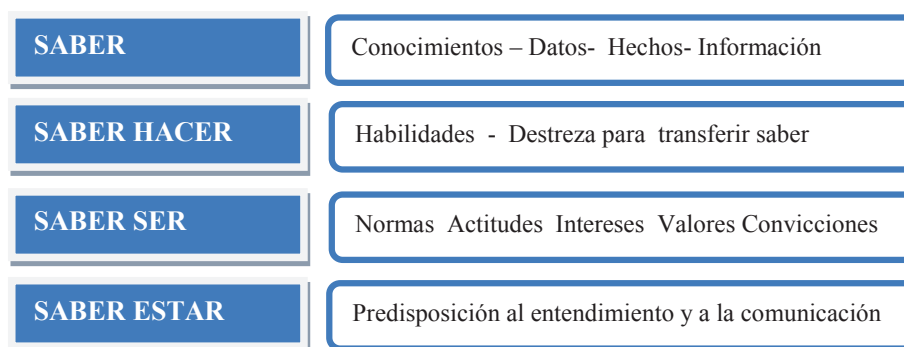 SABER
Conocimientos – Datos- Hechos- Información
SABER HACER
Habilidades - Destreza para transferir saber
SABER SER
Normas Actitudes Intereses Valores Convicciones
SABER ESTAR
Predisposición al entendimiento y a la comunicación